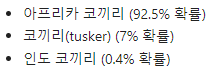 아프리카 코끼리 (92.5% 확률)
코끼리(tusker) (7% 확률)
인도 코끼리 (0.4% 확률)